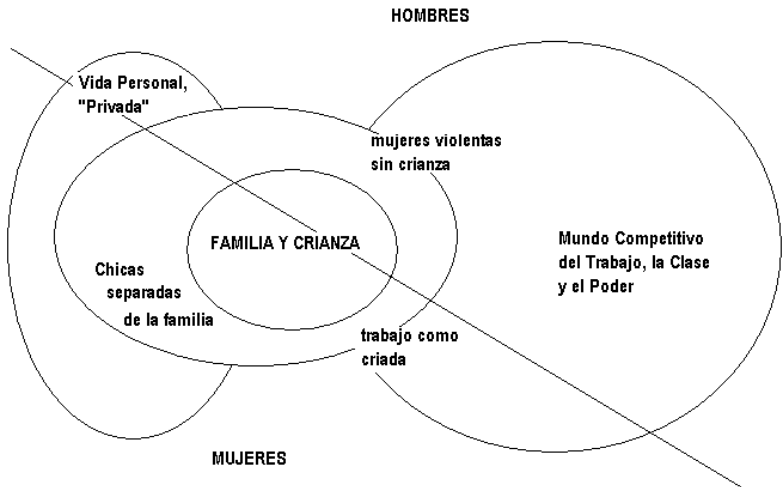 HOMBRES
Vida Personal,
"Privada"
mujeres violentas
sin crianza
FAMILIA Y CRIANZA
Mundo Competitivo
del Trabajo, la Clase
y el Poder
Chicas
separadas
de la familia
trabajo como
criada
MUJERES